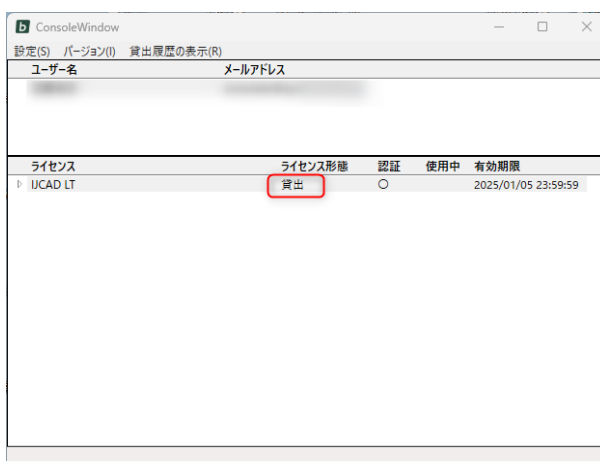 b ConsoleWindow
設定(S) バージョン(I) 貸出履歴の表示(R)
ユーザー名 メールアドレス
ライセンス ライセンス形態 認証 使用中 有効期限
IJCAD LT 貸出 〇 2025/01/05 23:59:59